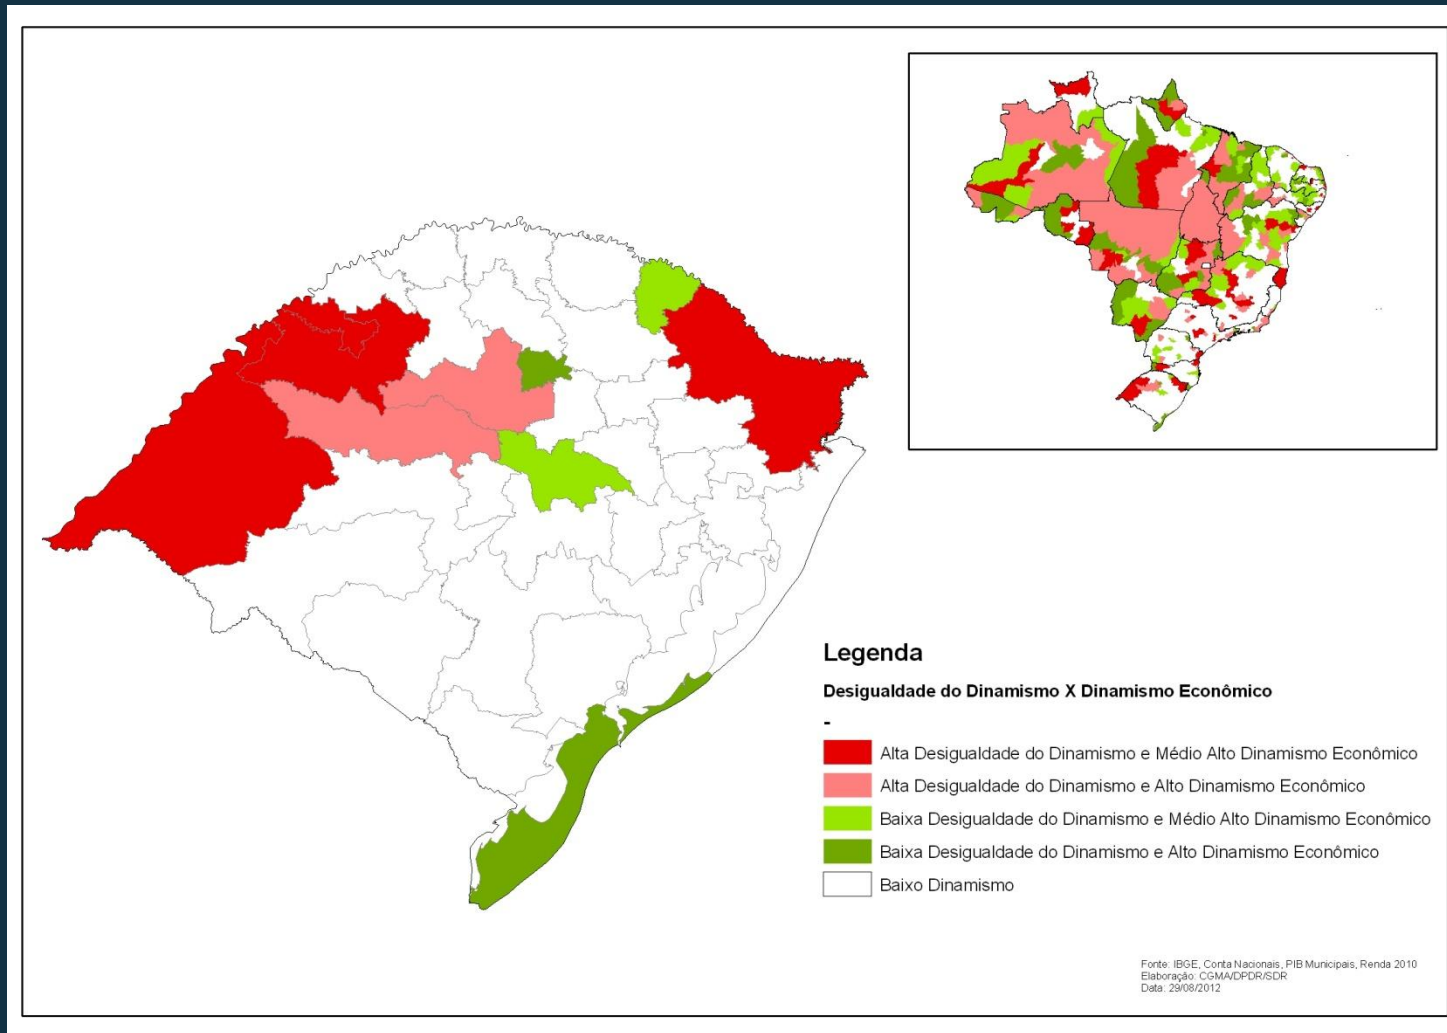 Legenda
Desigualdade do Dinamismo X Dinamismo Econômico
-
Alta Desigualdade do Dinamismo e Médio Alto Dinamismo Econômico
Alta Desigualdade do Dinamismo e Alto Dinamismo Econômico
Baixa Desigualdade do Dinamismo e Médio Alto Dinamismo Econômico
Baixa Desigualdade do Dinamismo e Alto Dinamismo Econômico
Baixo Dinamismo
Fonte: IBGE, Conta Nacionais, PIB Municipais, Renda 2010
Elaboração: CGMA/DPDR/SDR
Data: 29/08/2012